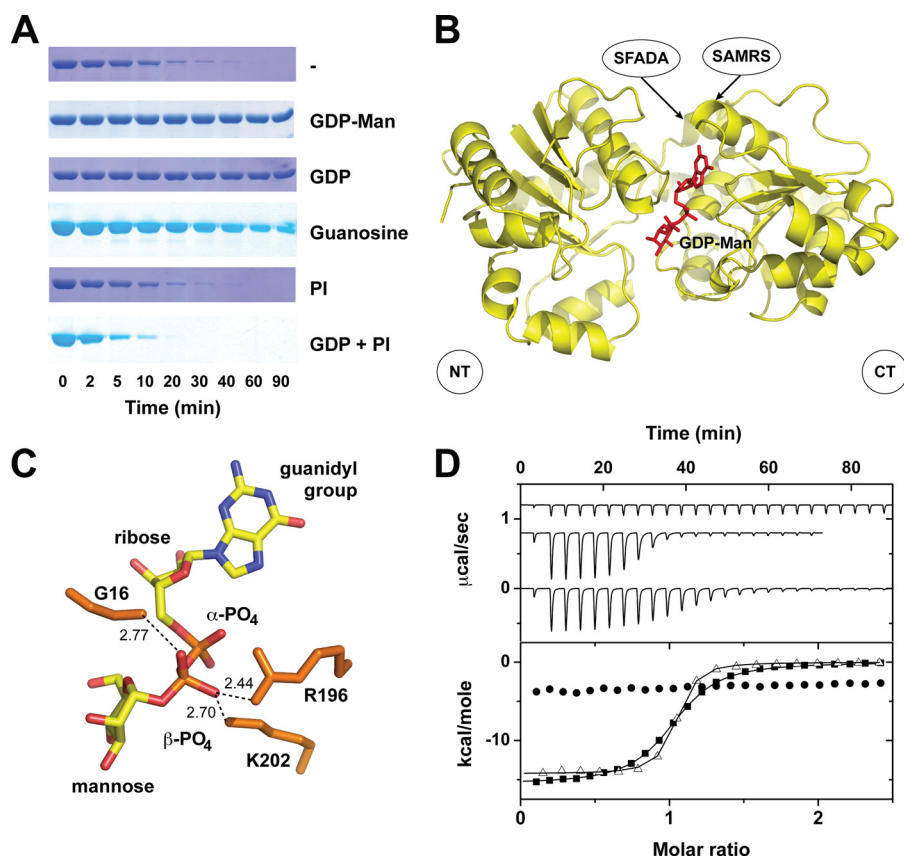 A
-
GDP-Man
GDP
Guanosine
PI
GDP + PI
0 2 5 10 20 30 40 60 90
Time (min)
B
SFADA
SAMRS
GDP-Man
NT
CT
C
guanidyl
group
ribose
G16
α-PO4
2.77
2.44
R196
2.70
β-PO4
K202
mannose
D
Time (min)
0 20 40 60 80
1
0
μcal/sec
0
-10
kcal/mole
0 1 2
Molar ratio